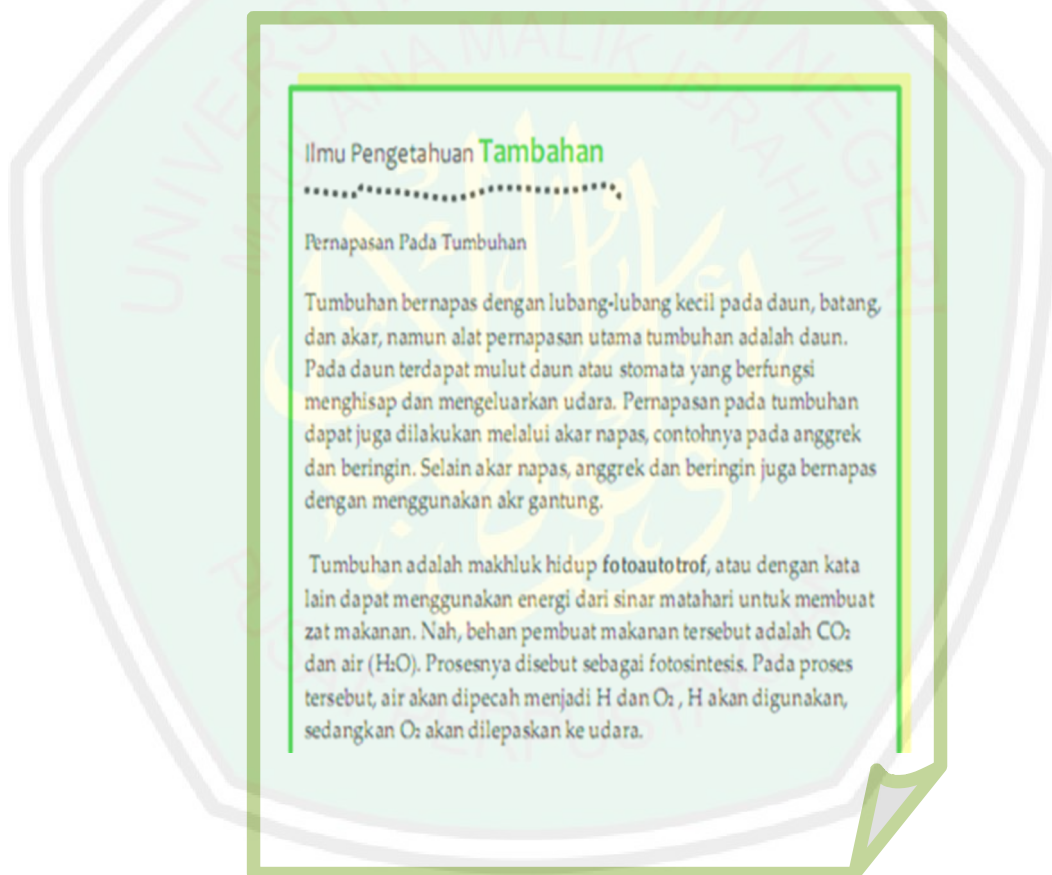 Ilmu Pengetahuan Tambahan
Pernapasan Pada Tumbuhan
Tumbuhan bernapas dengan lubang-lubang kecil pada daun, batang,
dan akar, namun alat pernapasan utama tumbuhan adalah daun.
Pada daun terdapat mulut daun atau stomata yang berfungsi
menghisap dan mengeluarkan udara. Pernapasan pada tumbuhan
dapat juga dilakukan melalui akar napas, contohnya pada anggrek
dan beringin. Selain akar napas, anggrek dan beringin juga bernapas
dengan menggunakan akr gantung.
Tumbuhan adalah makhluk hidup fotoautotrof, atau dengan kata
lain dapat menggunakan energi dari sinar matahari untuk membuat
zat makanan. Nah, behan pembuat makanan tersebut adalah CO₂
dan air (H₂O). Prosesnya disebut sebagai fotosintesis. Pada proses
tersebut, air akan dipecah menjadi H dan O₂ , H akan digunakan,
sedangkan O₂ akan dilepaskan ke udara.